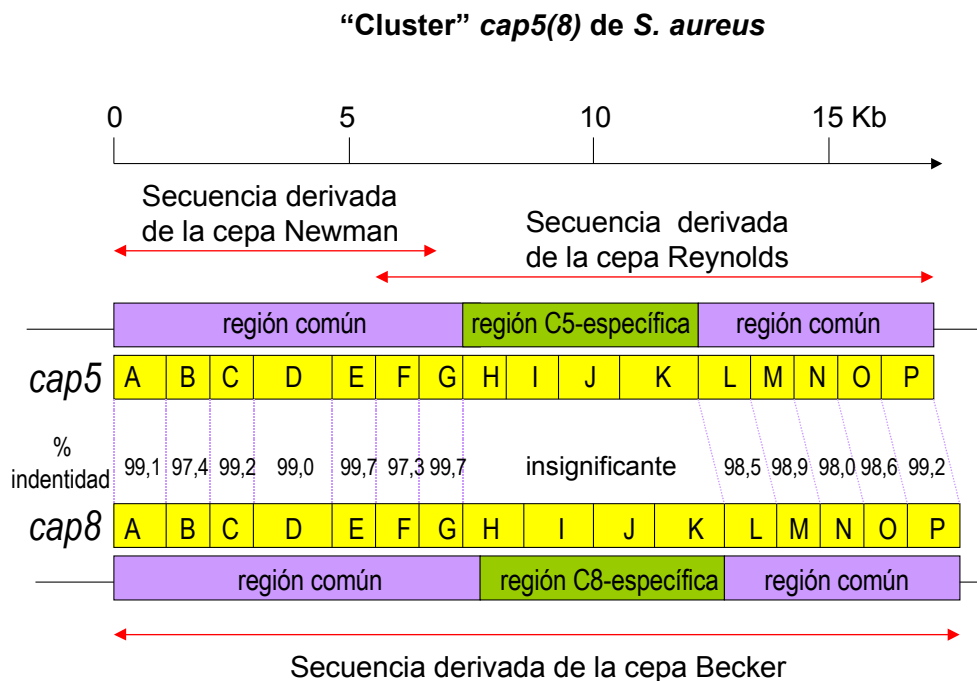 “Cluster” cap5(8) de S. aureus
0 5 10 15 Kb
Secuencia derivada
de la cepa Newman
Secuencia derivada
de la cepa Reynolds
región común región C5-específica región común
cap5 A B C D E F G H I J K L M N O P
%
indentidad
99,1 97,4 99,2 99,0 99,7 97,3 99,7 insignificante 98,5 98,9 98,0 98,6 99,2
cap8 A B C D E F G H I J K L M N O P
región común región C8-específica región común
Secuencia derivada de la cepa Becker